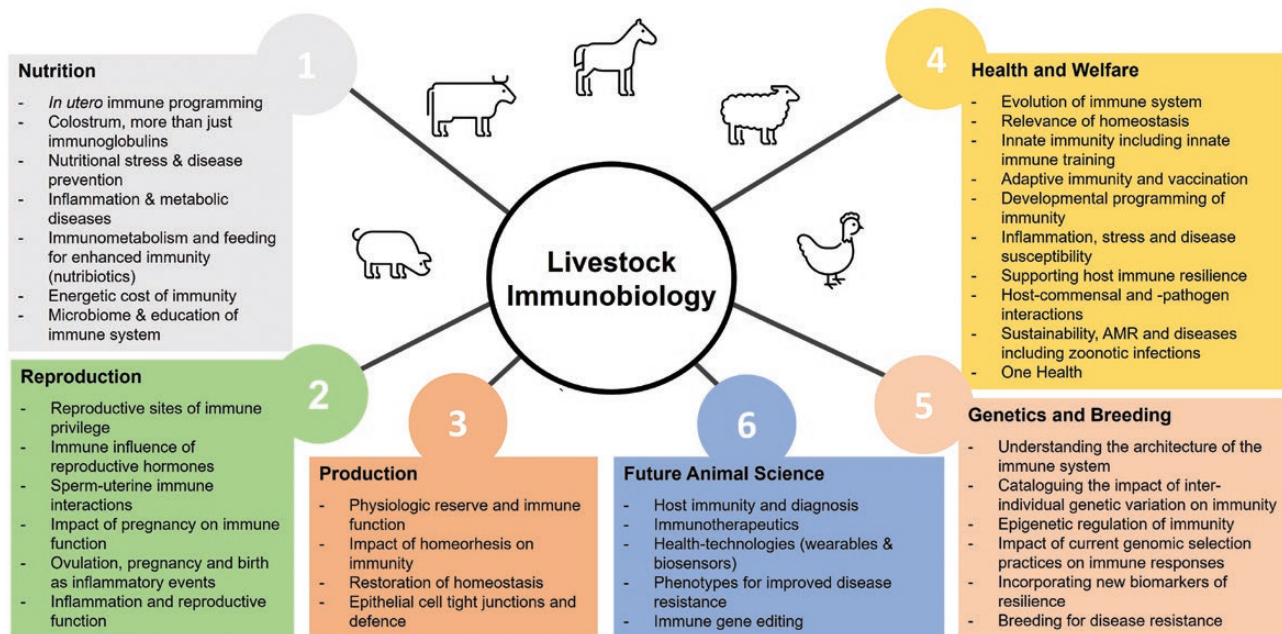 1
Nutrition
- In utero immune programming
- Colostrum, more than just
immunoglobulins
- Nutritional stress & disease
prevention
- Inflammation & metabolic
diseases
- Immunometabolism and feeding
for enhanced immunity
(nutribiotics)
- Energetic cost of immunity
- Microbiome & education of
immune system
2
Reproduction
- Reproductive sites of immune
privilege
- Immune influence of
reproductive hormones
- Sperm-uterine immune
interactions
- Impact of pregnancy on immune
function
- Ovulation, pregnancy and birth
as inflammatory events
- Inflammation and reproductive
function
Livestock
Immunobiology
3
Production
- Physiologic reserve and immune
function
- Impact of homeorhesis on
immunity
- Restoration of homeostasis
- Epithelial cell tight junctions and
defence
4
Health and Welfare
- Evolution of immune system
- Relevance of homeostasis
- Innate immunity including innate
immune training
- Adaptive immunity and vaccination
- Developmental programming of
immunity
- Inflammation, stress and disease
susceptibility
- Supporting host immune resilience
- Host-commensal and -pathogen
interactions
- Sustainability, AMR and diseases
including zoonotic infections
- One Health
5
Genetics and Breeding
- Understanding the architecture of the
immune system
- Cataloguing the impact of inter-
individual genetic variation on immunity
- Epigenetic regulation of immunity
- Impact of current genomic selection
practices on immune responses
- Incorporating new biomarkers of
resilience
- Breeding for disease resistance
6
Future Animal Science
- Host immunity and diagnosis
- Immunotherapeutics
- Health-technologies (wearables &
biosensors)
- Phenotypes for improved disease
resistance
- Immune gene editing